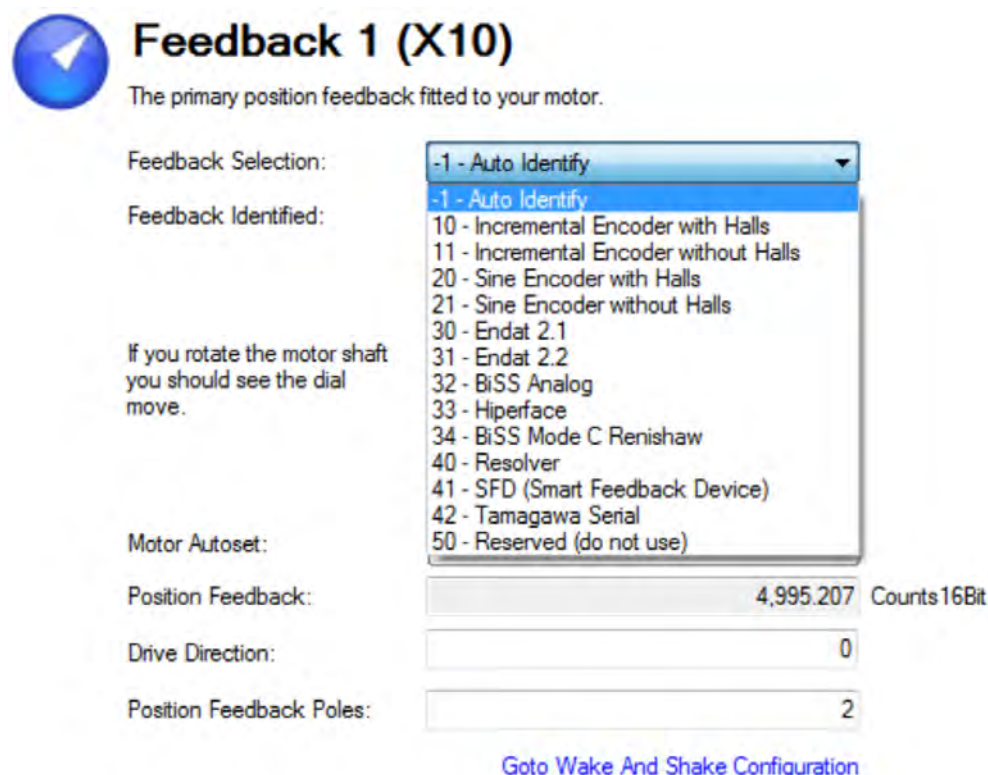 Feedback 1 (X10)
The primary position feedback fitted to your motor.
Feedback Selection:
-1 - Auto Identify
-1 - Auto Identify
Feedback Identified:
10 - Incremental Encoder with Halls
11 - Incremental Encoder without Halls
20 - Sine Encoder with Halls
21 - Sine Encoder without Halls
30 - Endat 2.1
31 - Endat 2.2
32 - BiSS Analog
33 - Hiperface
34 - BiSS Mode C Renishaw
40 - Resolver
41 - SFD (Smart Feedback Device)
42 - Tamagawa Serial
50 - Reserved (do not use)
If you rotate the motor shaft
you should see the dial
move.
Motor Autoset:
Position Feedback:
4,995.207 Counts16Bit
Drive Direction:
0
Position Feedback Poles:
2
Goto Wake And Shake Configuration